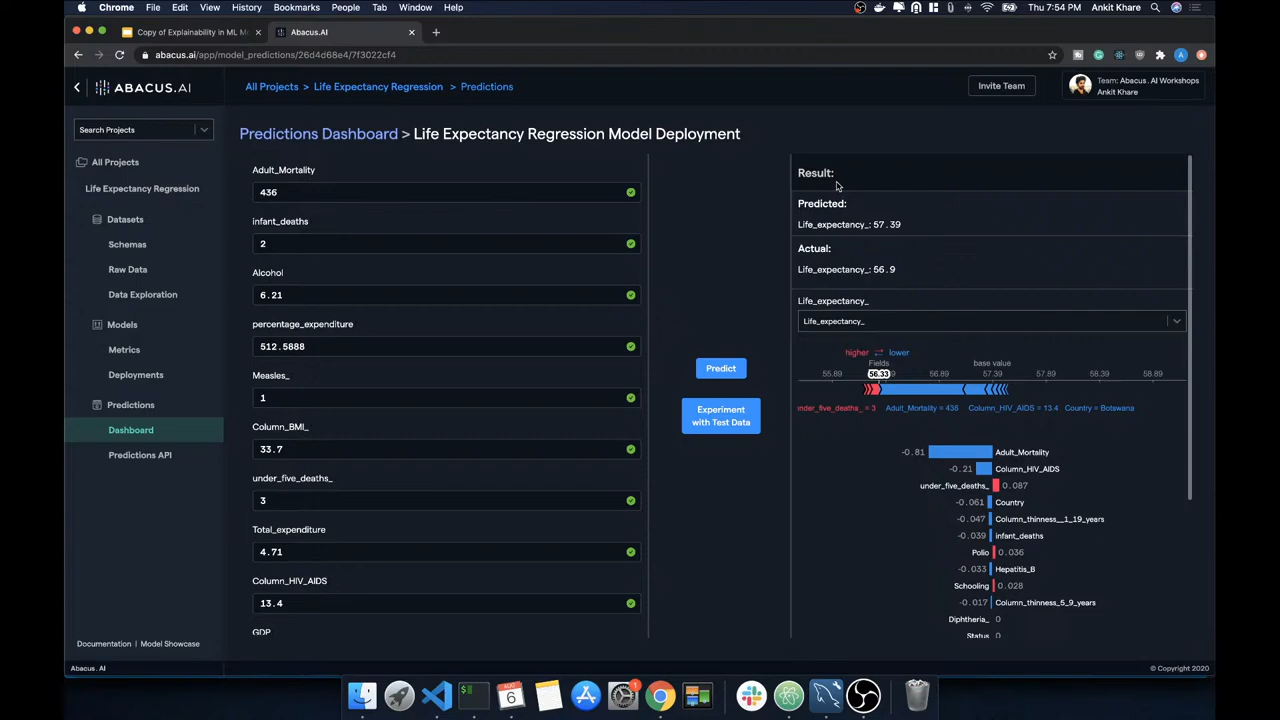 Chrome File Edit View History Bookmarks People Tab Window Help
Thu 7:54 PM Ankit Khare
Copy of Explainability in ML M
Abacus.AI
abacus.ai/app/model_predictions/26d4d68e4/7f3022cf4
ABACUS.AI
All Projects > Life Expectancy Regression > Predictions
Invite Team
Team: Abacus.AI Workshops
Ankit Khare
Search Projects
All Projects
Life Expectancy Regression
Datasets
Schemas
Raw Data
Data Exploration
Models
Metrics
Deployments
Predictions
Dashboard
Predictions API
Documentation | Model Showcase
Predictions Dashboard > Life Expectancy Regression Model Deployment
Adult_Mortality
436
infant_deaths
2
Alcohol
6.21
percentage_expenditure
512.5888
Measles_
1
Column_BMI_
33.7
under_five_deaths_
3
Total_expenditure
4.71
Column_HIV_AIDS
13.4
GDP
Predict
Experiment
with Test Data
Result:
Predicted:
Life_expectancy_: 57.39
Actual:
Life_expectancy_: 56.9
Life_expectancy_
Life_expectancy_
higher ⇄ lower
Fields base value
55.89 56.33 56.89 57.39 57.89 58.39 58.89
under_five_deaths_ = 3 Adult_Mortality = 436 Column_HIV_AIDS = 13.4 Country = Botswana
-0.81 Adult_Mortality
-0.21 Column_HIV_AIDS
under_five_deaths_ 0.087
-0.061 Country
-0.047 Column_thinness__1_19_years
-0.039 infant_deaths
Polio 0.036
-0.033 Hepatitis_B
Schooling 0.028
-0.017 Column_thinness_5_9_years
Diphtheria_ 0
Status 0
Abacus.AI
© Copyright 2020
AUG
6
1